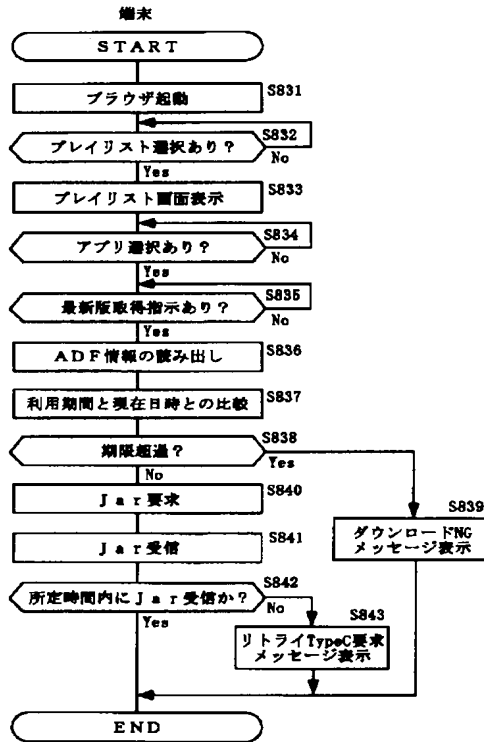 端末
START
ブラウザ起動
S831
プレイリスト選択あり?
S832
No
Yes
プレイリスト画面表示
S833
アプリ選択あり?
S834
No
Yes
最新版取得指示あり?
S835
No
Yes
ADF情報の読み出し
S836
利用期間と現在日時との比較
S837
期限超過?
S838
Yes
No
Jar要求
S840
S839
ダウンロードNG
メッセージ表示
Jar受信
S841
所定時間内にJar受信か?
S842
No
Yes
S843
リトライTypeC要求
メッセージ表示
END